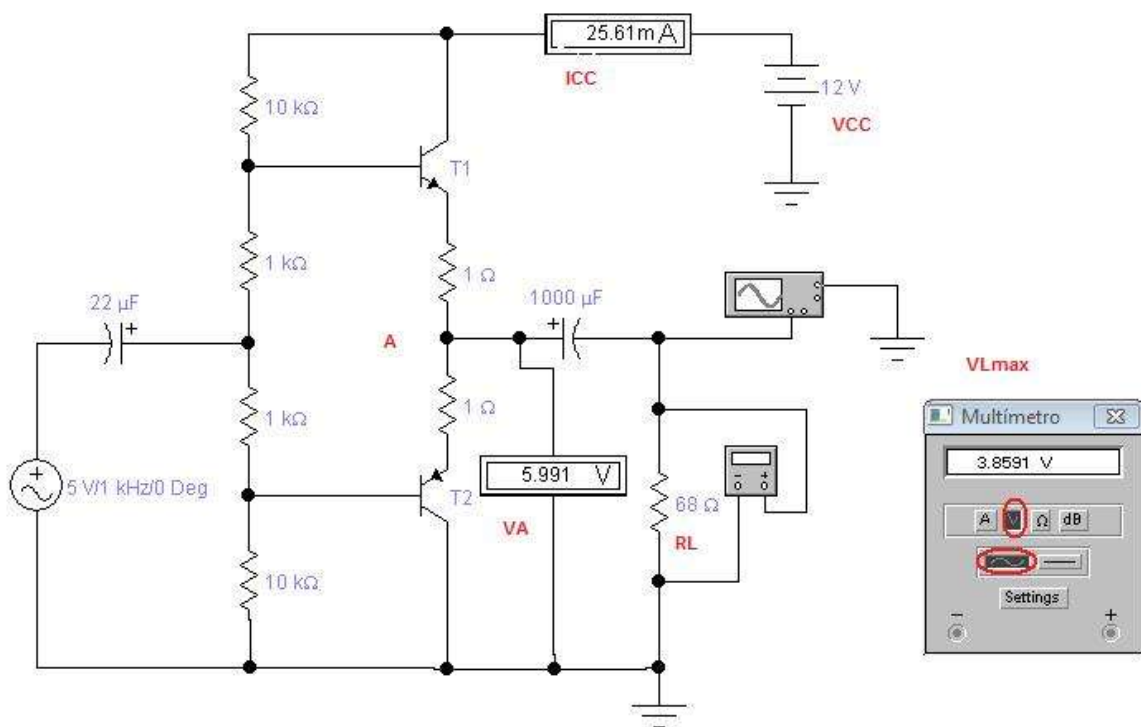 25.61m A
ICC
12 V
VCC
10 kΩ
T1
1 kΩ
1 Ω
22 µF
+
1000 µF
+
A
VLmax
1 kΩ
1 Ω
Multímetro
3.8591 V
5 V/1 kHz/0 Deg
+
T2
5.991 V
VA
- +
68 Ω
RL
A V Ω dB
Settings
- +
10 kΩ